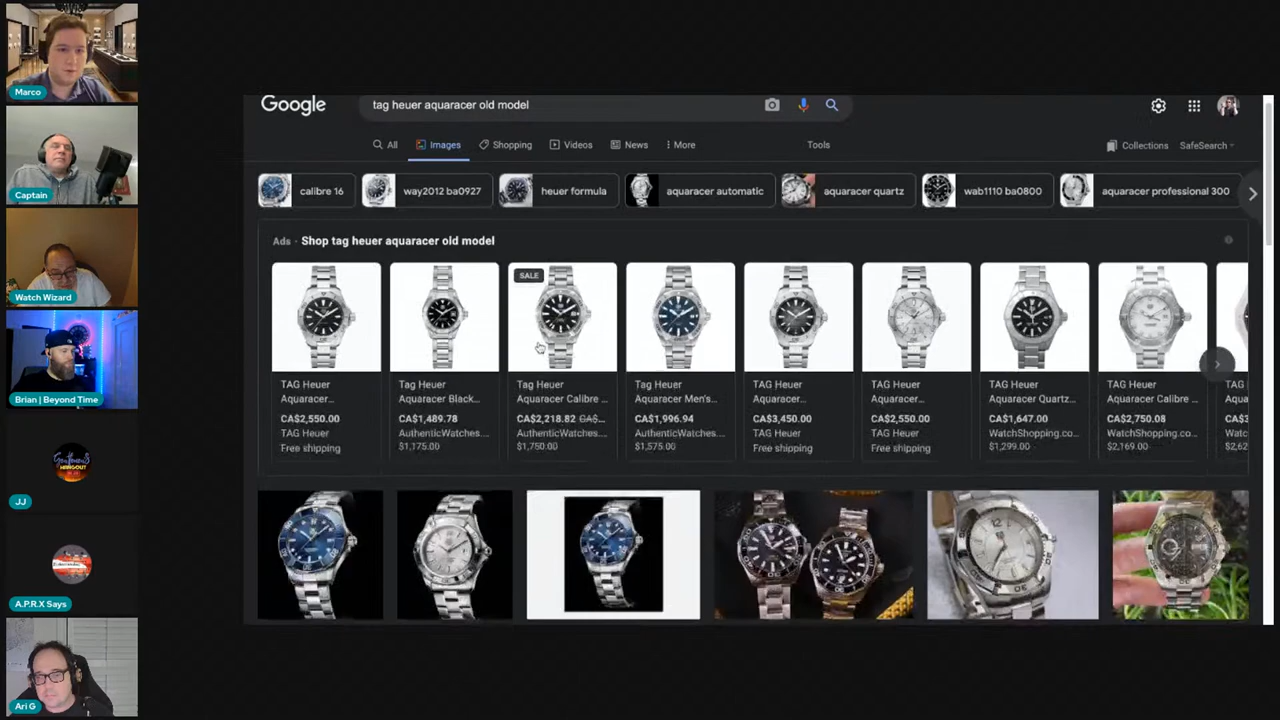 Marco
Captain
Watch Wizard
Brian | Beyond Time
JJ
A.P.R.X Says
Ari G
Google
tag heuer aquaracer old model
All
Images
Shopping
Videos
News
More
Tools
Collections
SafeSearch
calibre 16
way2012 ba0927
heuer formula
aquaracer automatic
aquaracer quartz
wab1110 ba0800
aquaracer professional 300
Ads · Shop tag heuer aquaracer old model
SALE
TAG Heuer
Aquaracer...
CA$2,550.00
TAG Heuer
Free shipping
Tag Heuer
Aquaracer Black...
CA$1,489.78
AuthenticWatches....
$1,175.00
Tag Heuer
Aquaracer Calibre ...
CA$2,218.82 CA$...
AuthenticWatches....
$1,750.00
Tag Heuer
Aquaracer Men's...
CA$1,996.94
AuthenticWatches....
$1,575.00
TAG Heuer
Aquaracer...
CA$3,450.00
TAG Heuer
Free shipping
TAG Heuer
Aquaracer...
CA$2,550.00
TAG Heuer
Free shipping
TAG Heuer
Aquaracer Quartz...
CA$1,647.00
WatchShopping.co...
$1,299.00
TAG Heuer
Aquaracer Calibre ...
CA$2,750.08
WatchShopping.co...
$2,169.00
TAG